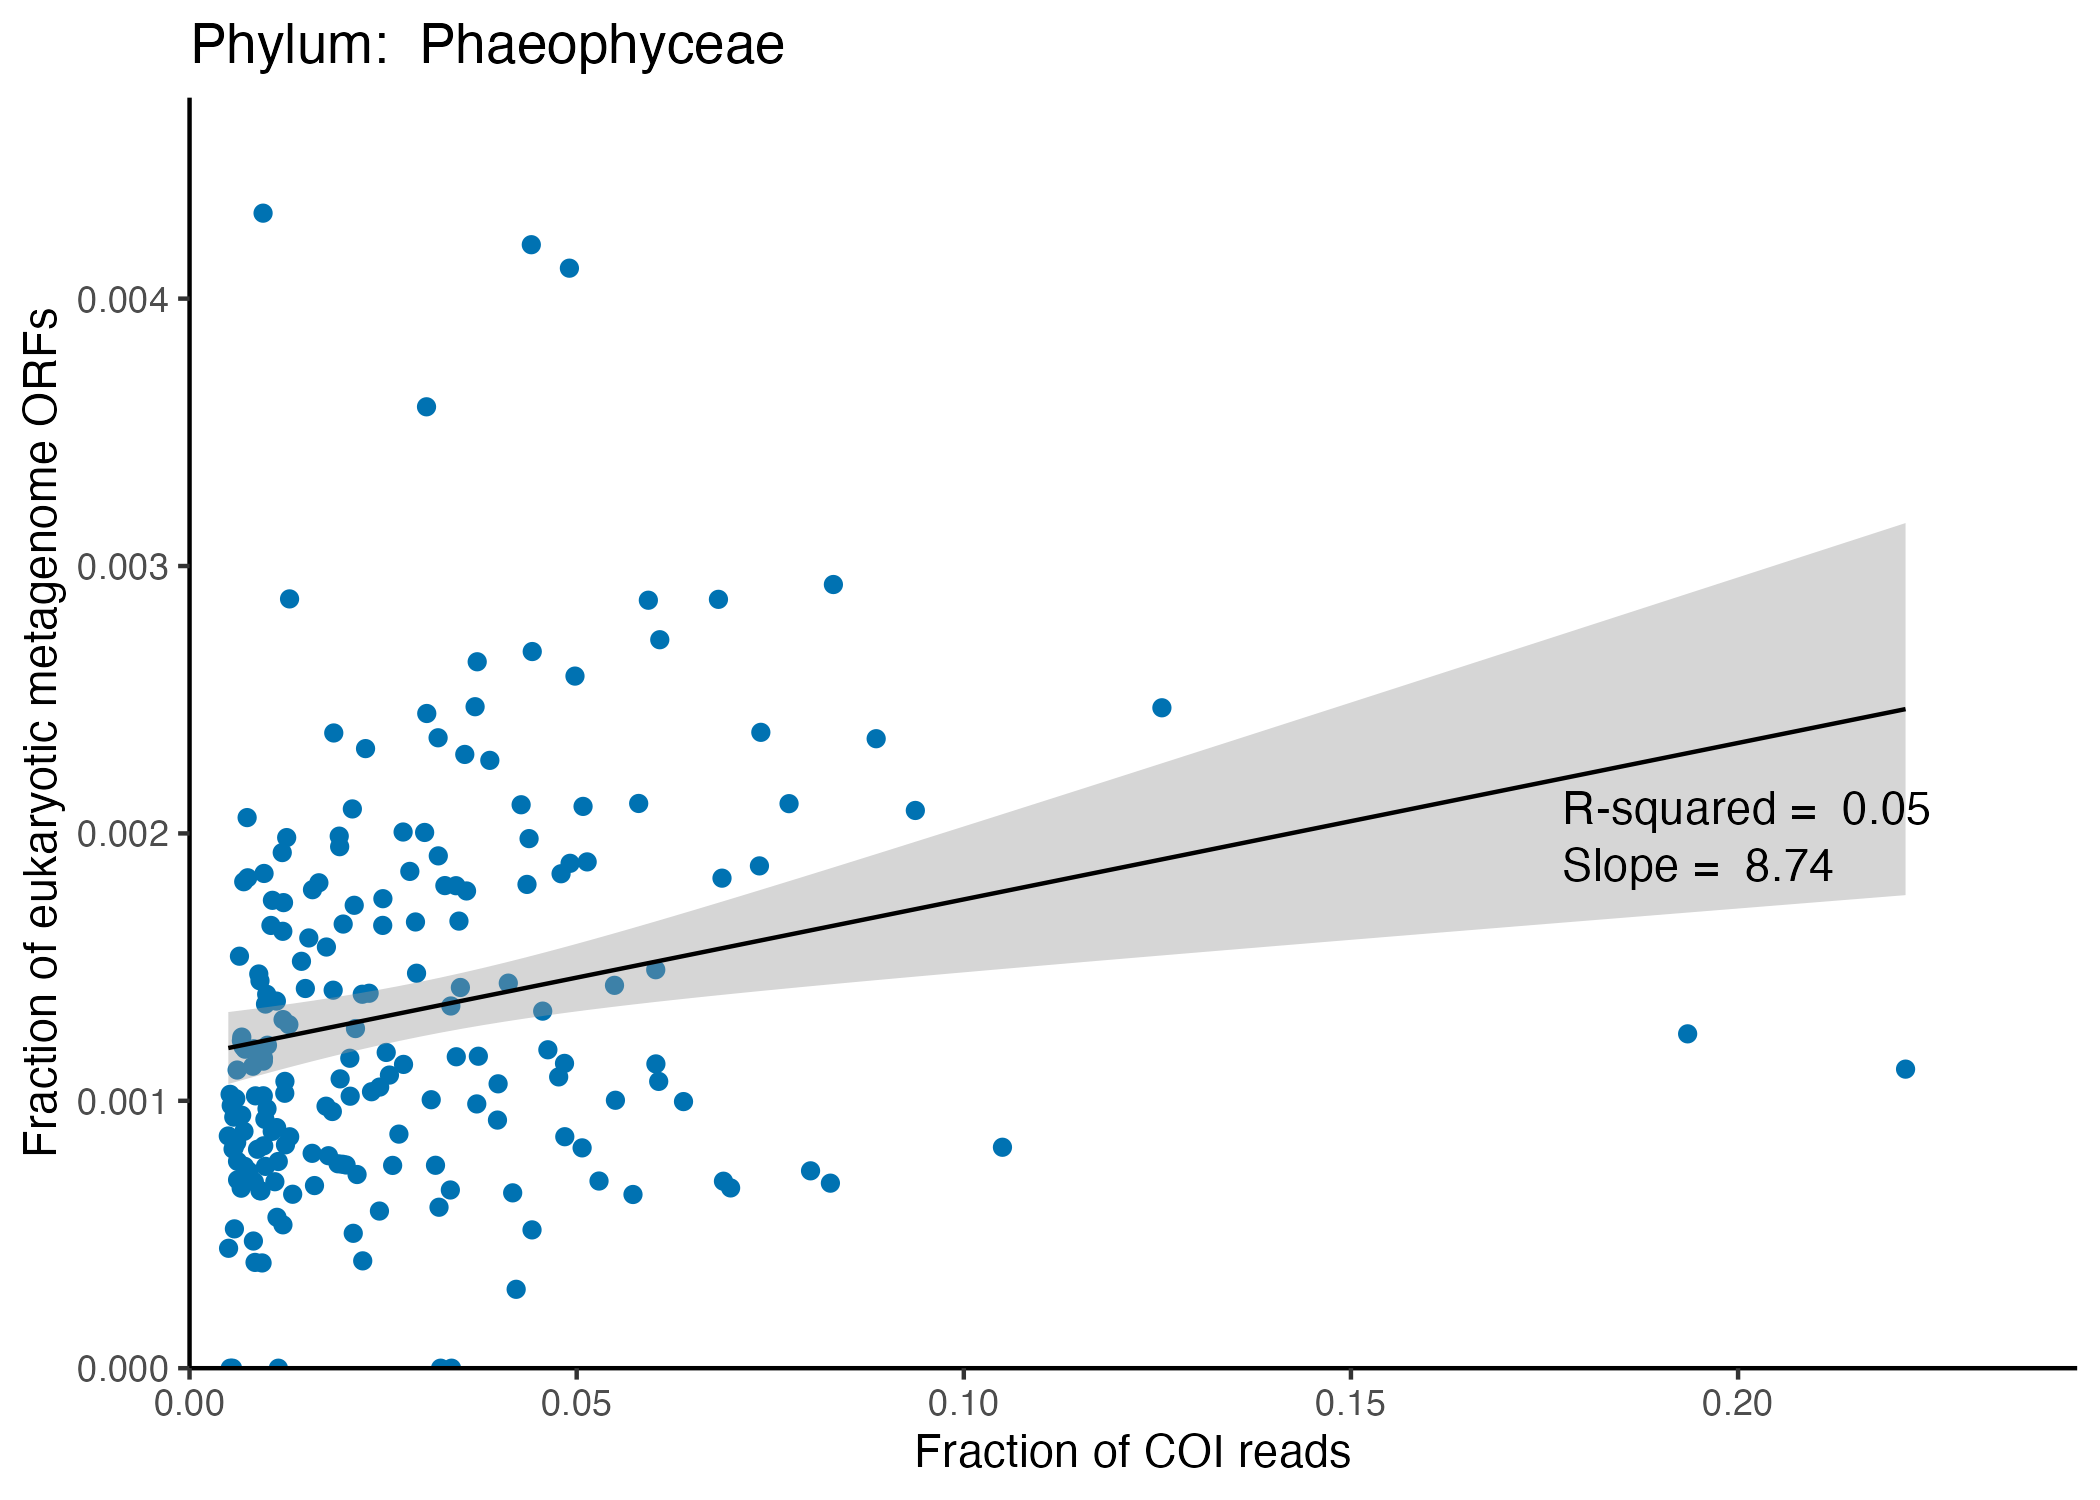 Phylum:  Phaeophyceae
Fraction of eukaryotic metagenome ORFs
0.004
0.003
0.002
0.001
0.000
R-squared =  0.05
Slope =  8.74
0.00 0.05 0.10 0.15 0.20
Fraction of COI reads